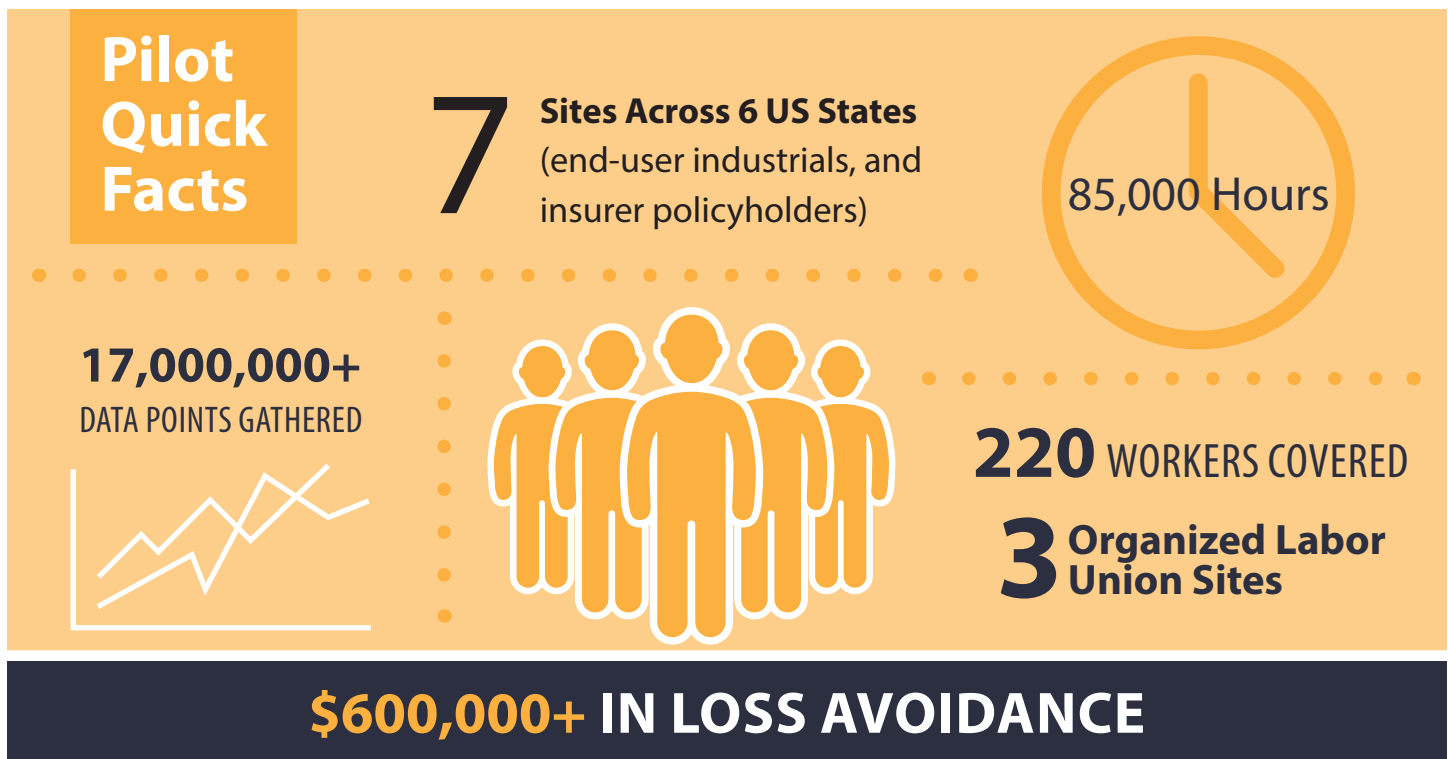 Pilot
Quick
Facts
7
Sites Across 6 US States
(end-user industrials, and
insurer policyholders)
85,000 Hours
17,000,000+
DATA POINTS GATHERED
220 WORKERS COVERED
3 Organized Labor
Union Sites
$600,000+ IN LOSS AVOIDANCE